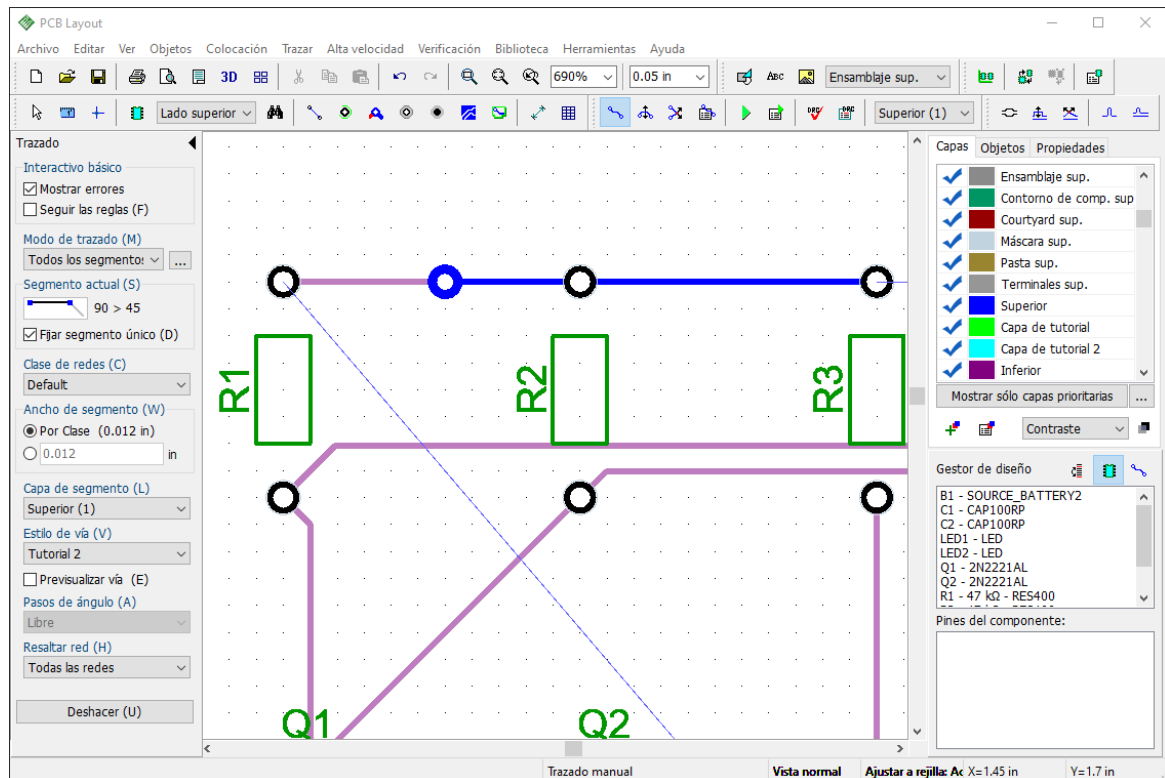 PCB Layout
Archivo Editar Ver Objetos Colocación Trazar Alta velocidad Verificación Biblioteca Herramientas Ayuda
3D 690% 0.05 in ABC Ensamblaje sup.
Lado superior Superior (1)
Trazado
Interactivo básico
Mostrar errores
Seguir las reglas (F)
Modo de trazado (M)
Todos los segmentos ...
Segmento actual (S)
90 > 45
Fijar segmento único (D)
Clase de redes (C)
Default
Ancho de segmento (W)
Por Clase (0.012 in)
0.012 in
Capa de segmento (L)
Superior (1)
Estilo de vía (V)
Tutorial 2
Previsualizar vía (E)
Pasos de ángulo (A)
Libre
Resaltar red (H)
Todas las redes
Deshacer (U)
R1
R2
R3
Q1
Q2
Capas Objetos Propiedades
Ensamblaje sup.
Contorno de comp. sup
Courtyard sup.
Máscara sup.
Pasta sup.
Terminales sup.
Superior
Capa de tutorial
Capa de tutorial 2
Inferior
Mostrar sólo capas prioritarias ...
Contraste
Gestor de diseño
B1 - SOURCE_BATTERY2
C1 - CAP100RP
C2 - CAP100RP
LED1 - LED
LED2 - LED
Q1 - 2N2221AL
Q2 - 2N2221AL
R1 - 47 kΩ - RES400
Pines del componente:
Trazado manual Vista normal Ajustar a rejilla: Ac X=1.45 in Y=1.7 in